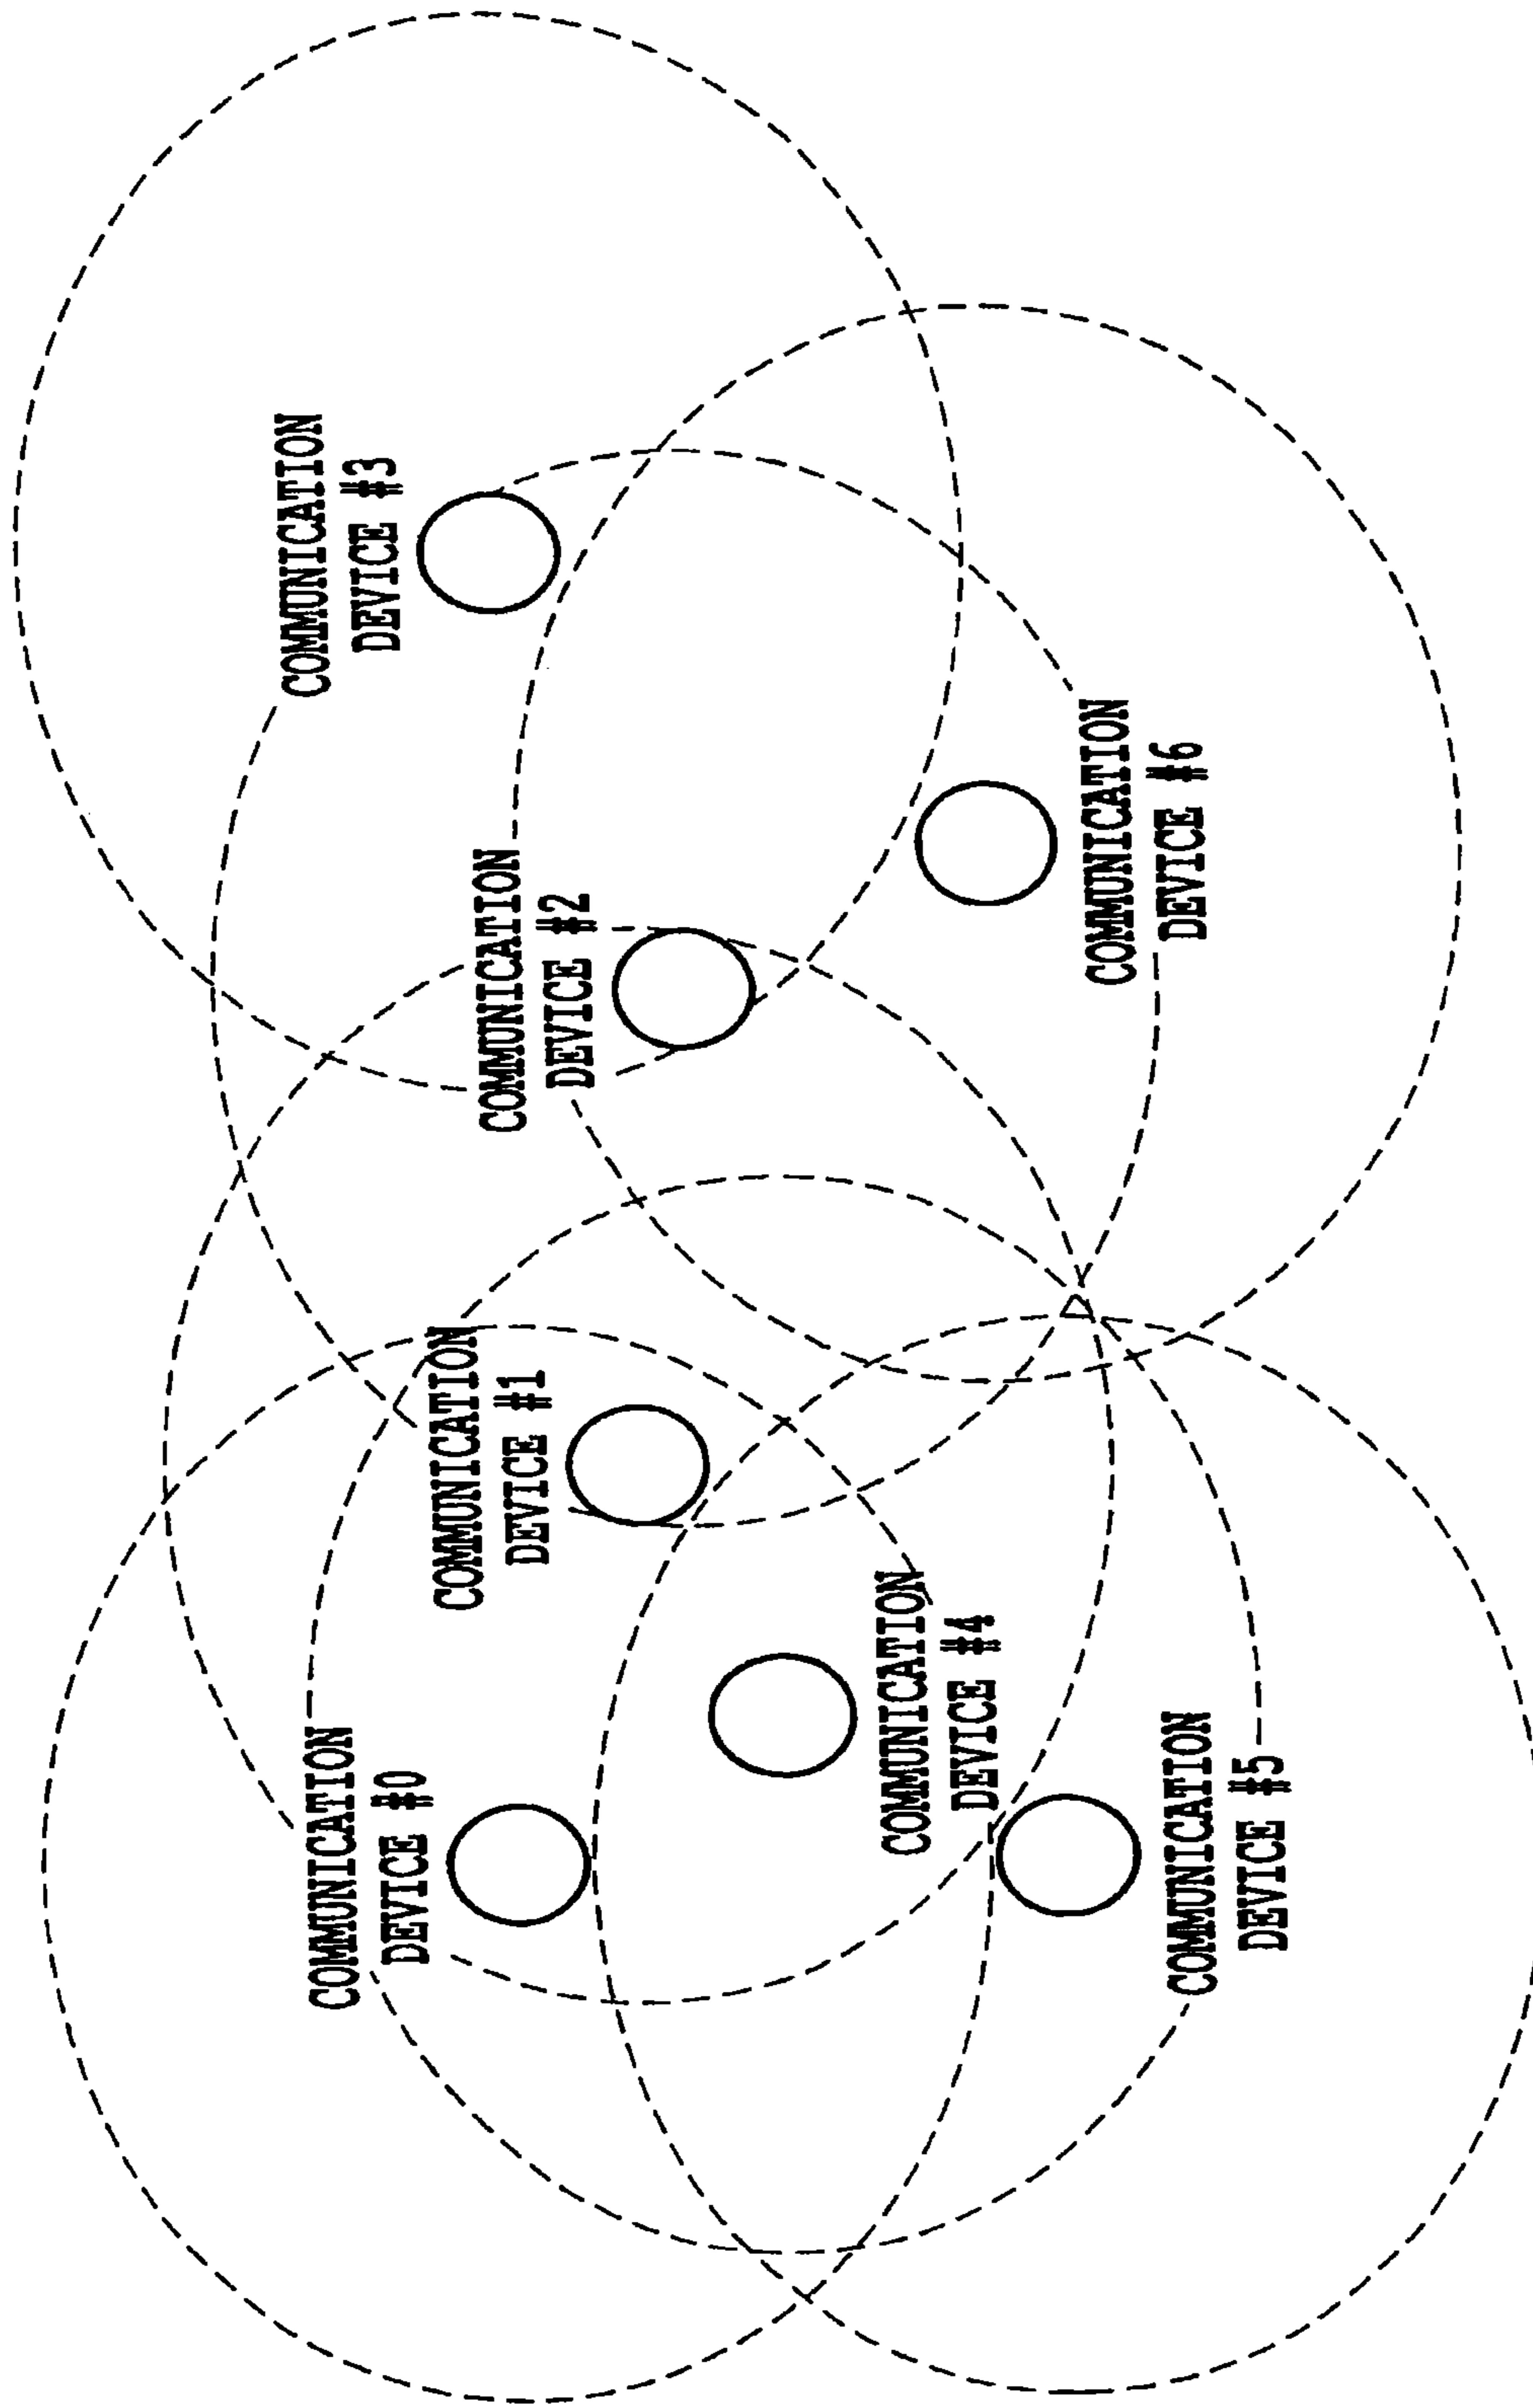 COMMUNICATION
DEVICE #0
COMMUNICATION
DEVICE #1
COMMUNICATION
DEVICE #2
COMMUNICATION
DEVICE #3
COMMUNICATION
DEVICE #4
COMMUNICATION
DEVICE #5
COMMUNICATION
DEVICE #6